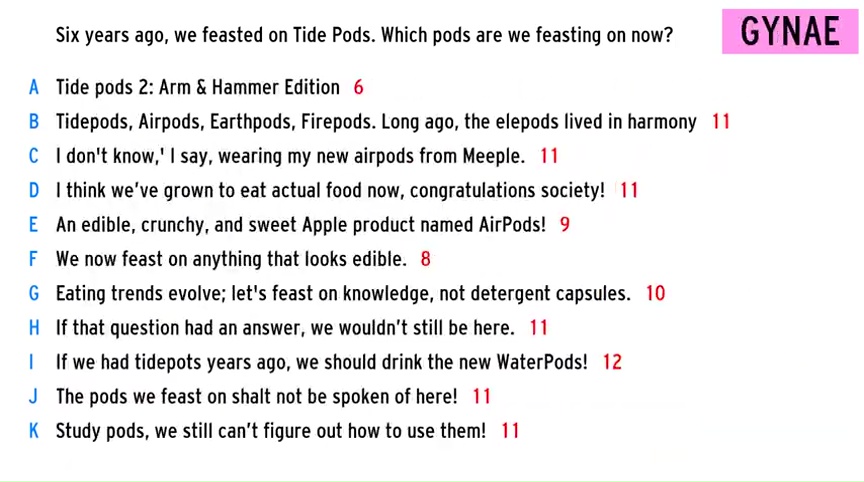 Six years ago, we feasted on Tide Pods. Which pods are we feasting on now?
GYNAE
A Tide pods 2: Arm & Hammer Edition 6
B Tidepods, Airpods, Earthpods, Firepods. Long ago, the elepods lived in harmony 11
C I don't know,' I say, wearing my new airpods from Meeple. 11
D I think we've grown to eat actual food now, congratulations society! 11
E An edible, crunchy, and sweet Apple product named AirPods! 9
F We now feast on anything that looks edible. 8
G Eating trends evolve; let's feast on knowledge, not detergent capsules. 10
H If that question had an answer, we wouldn't still be here. 11
I If we had tidepots years ago, we should drink the new WaterPods! 12
J The pods we feast on shalt not be spoken of here! 11
K Study pods, we still can't figure out how to use them! 11